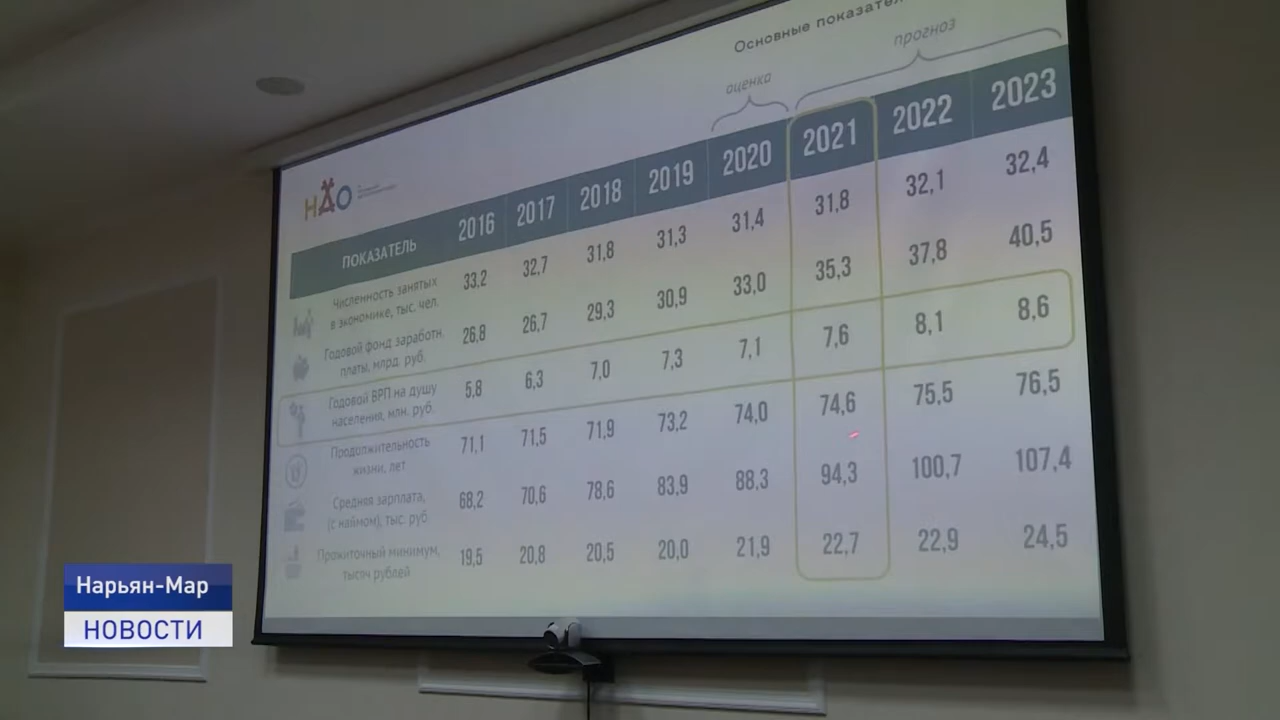 Основные показател
оценка
прогноз
НАО
ПОКАЗАТЕЛЬ 2016 2017 2018 2019 2020 2021 2022 2023
Численность занятых
в экономике, тыс. чел.
33,2 32,7 31,8 31,3 31,4 31,8 32,1 32,4
Годовой фонд заработн.
платы, млрд. руб.
26,8 26,7 29,3 30,9 33,0 35,3 37,8 40,5
Годовой ВРП на душу
населения, млн. руб.
5,8 6,3 7,0 7,3 7,1 7,6 8,1 8,6
Продолжительность
жизни, лет
71,1 71,5 71,9 73,2 74,0 74,6 75,5 76,5
Средняя зарплата,
(с наймом), тыс. руб.
68,2 70,6 78,6 83,9 88,3 94,3 100,7 107,4
Прожиточный минимум,
тысяч рублей
19,5 20,8 20,5 20,0 21,9 22,7 22,9 24,5
Нарьян-Мар
НОВОСТИ